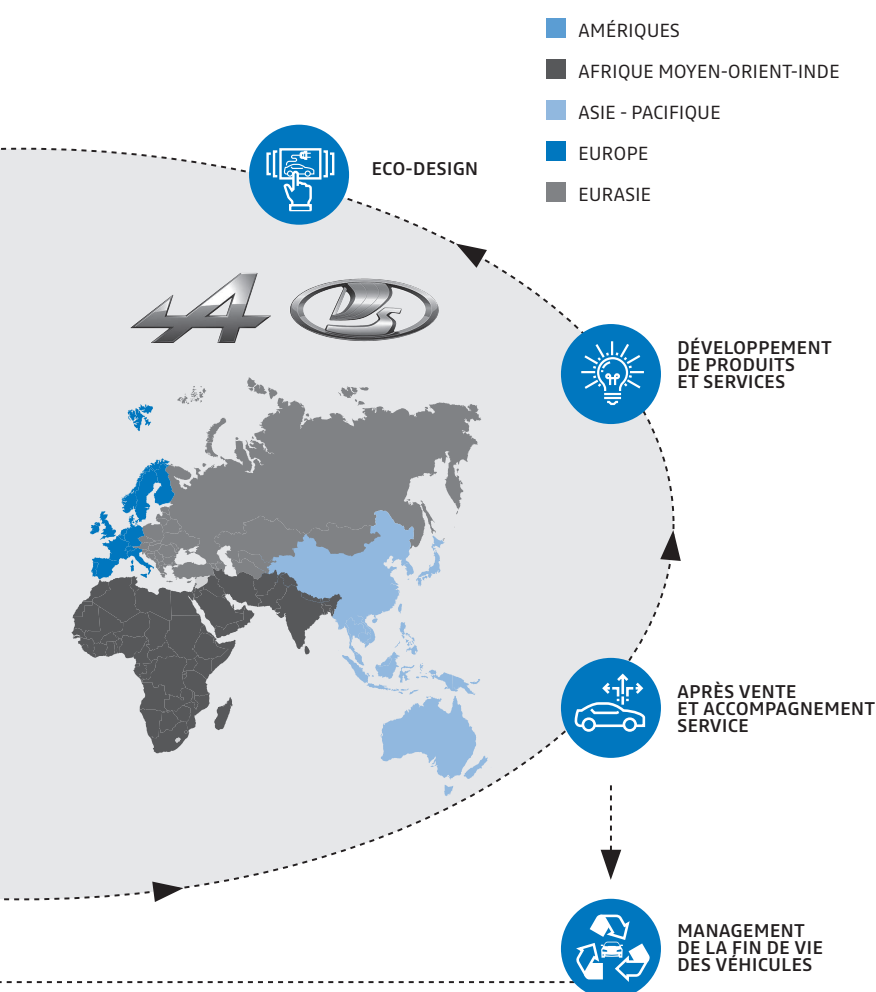 AMÉRIQUES
AFRIQUE MOYEN-ORIENT-INDE
ASIE - PACIFIQUE
EUROPE
EURASIE
ECO-DESIGN
DÉVELOPPEMENT
DE PRODUITS
ET SERVICES
APRÈS VENTE
ET ACCOMPAGNEMENT
SERVICE
MANAGEMENT
DE LA FIN DE VIE
DES VÉHICULES